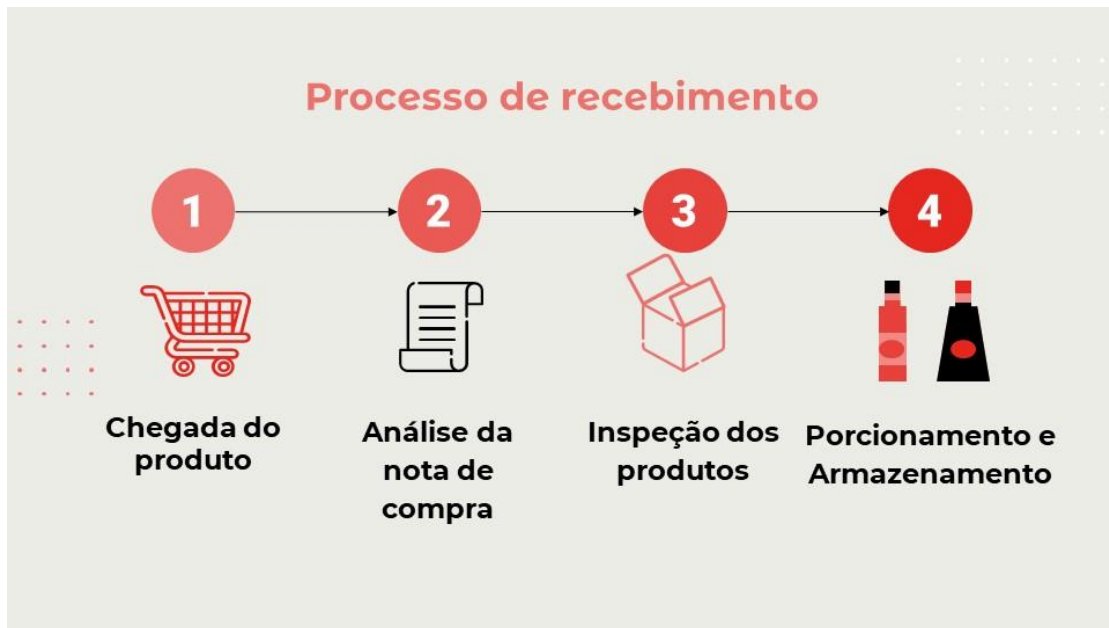 Processo de recebimento
1
2
3
4
Chegada do
produto
Análise da
nota de
compra
Inspeção dos
produtos
Porcionamento e
Armazenamento